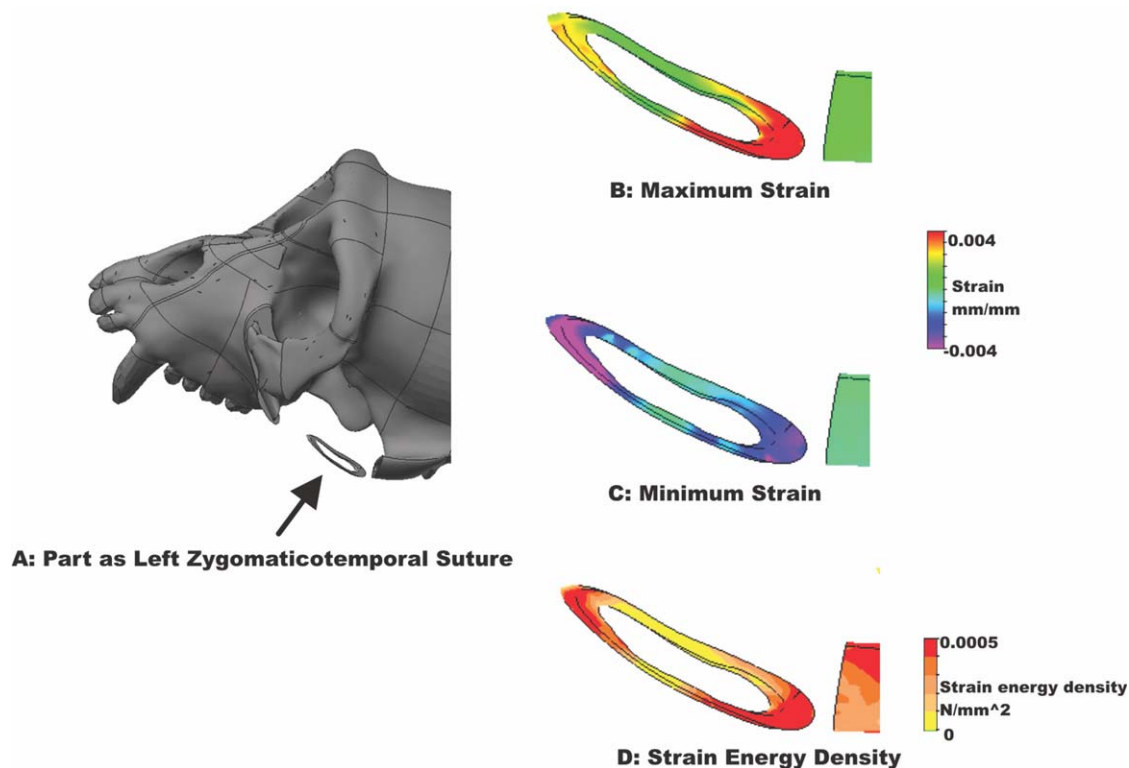 B: Maximum Strain
0.004
Strain
mm/mm
-0.004
C: Minimum Strain
A: Part as Left Zygomaticotemporal Suture
0.0005
Strain energy density
N/mm^2
0
D: Strain Energy Density